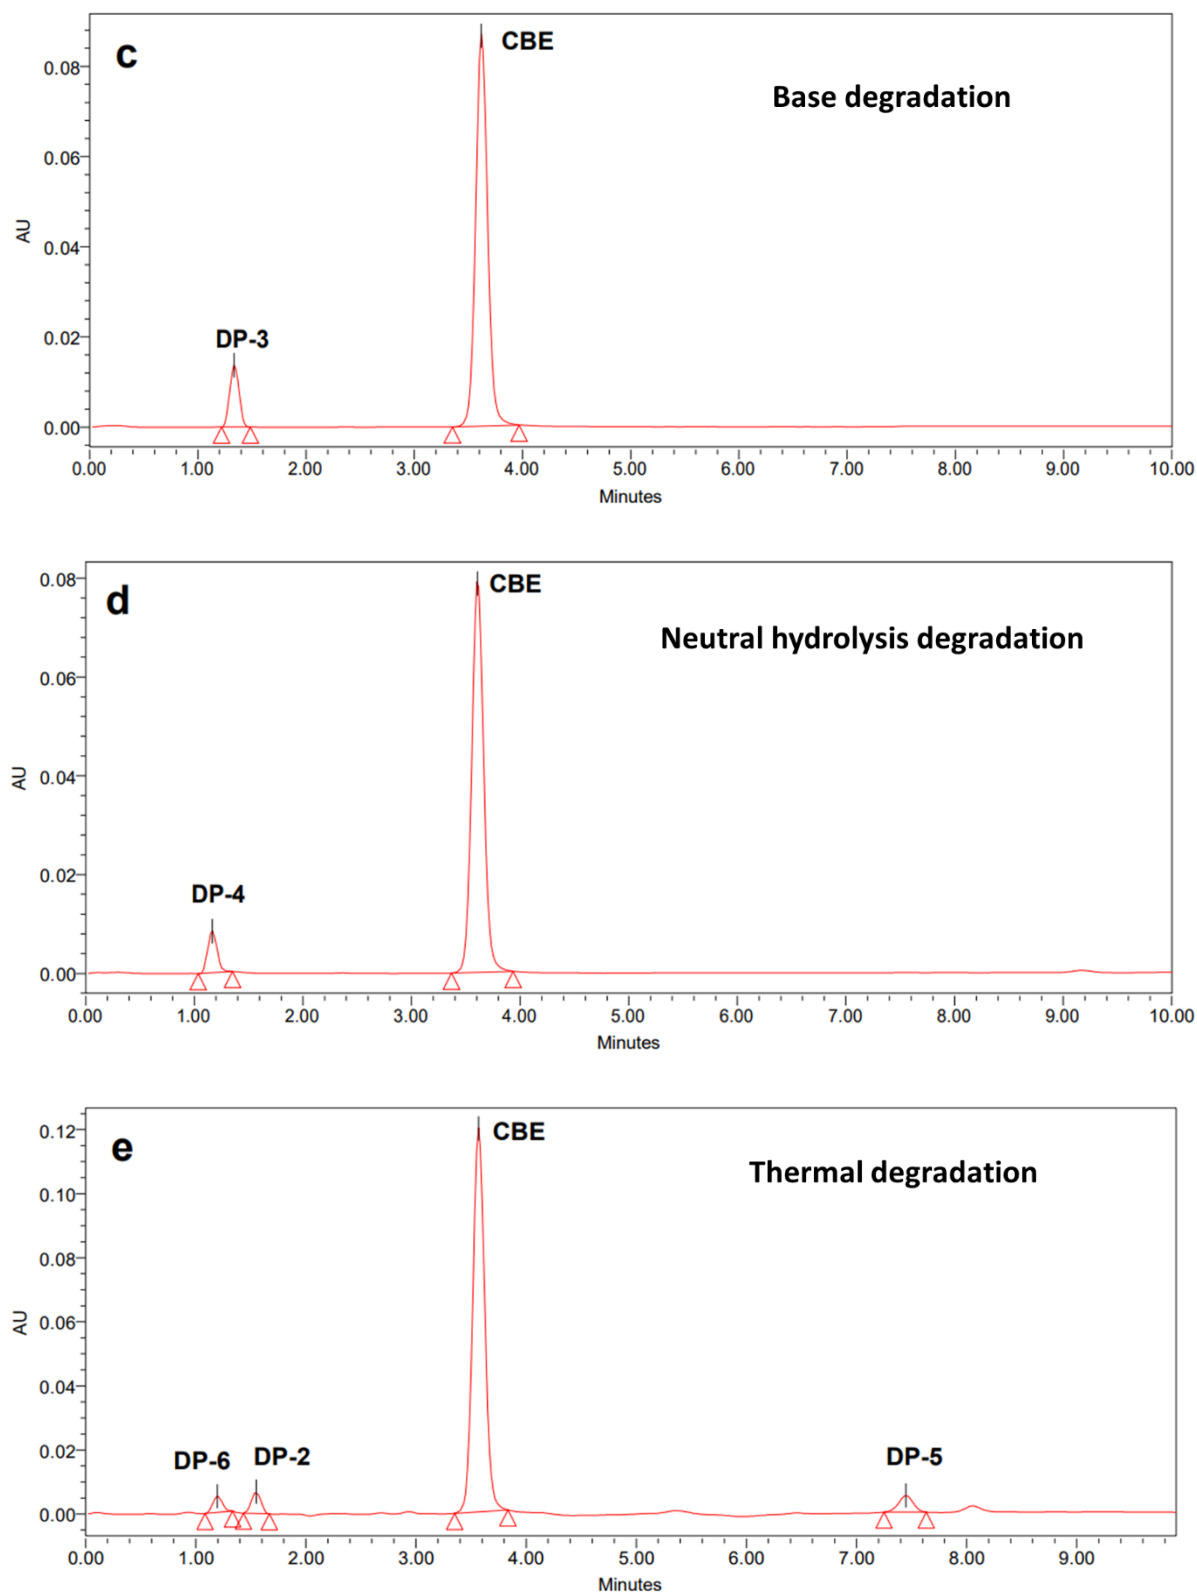 c
CBE
Base degradation
0.08
0.06
AU
0.04
0.02
DP-3
0.00
0.00 1.00 2.00 3.00 4.00 5.00 6.00 7.00 8.00 9.00 10.00
Minutes
d
CBE
Neutral hydrolysis degradation
0.08
0.06
AU
0.04
0.02
DP-4
0.00
0.00 1.00 2.00 3.00 4.00 5.00 6.00 7.00 8.00 9.00 10.00
Minutes
e
CBE
Thermal degradation
0.12
0.10
0.08
0.06
AU
0.04
0.02
DP-6 DP-2 DP-5
0.00
0.00 1.00 2.00 3.00 4.00 5.00 6.00 7.00 8.00 9.00
Minutes